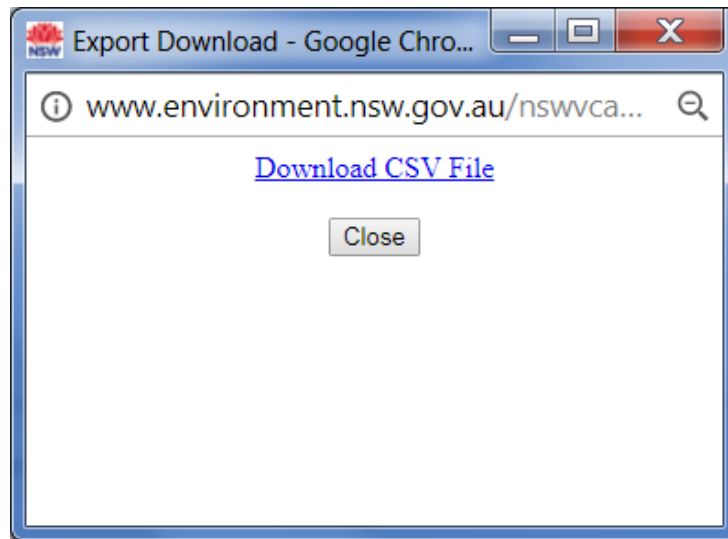 NSW
Export Download - Google Chro...
www.environment.nsw.gov.au/nswvca...
Download CSV File
Close